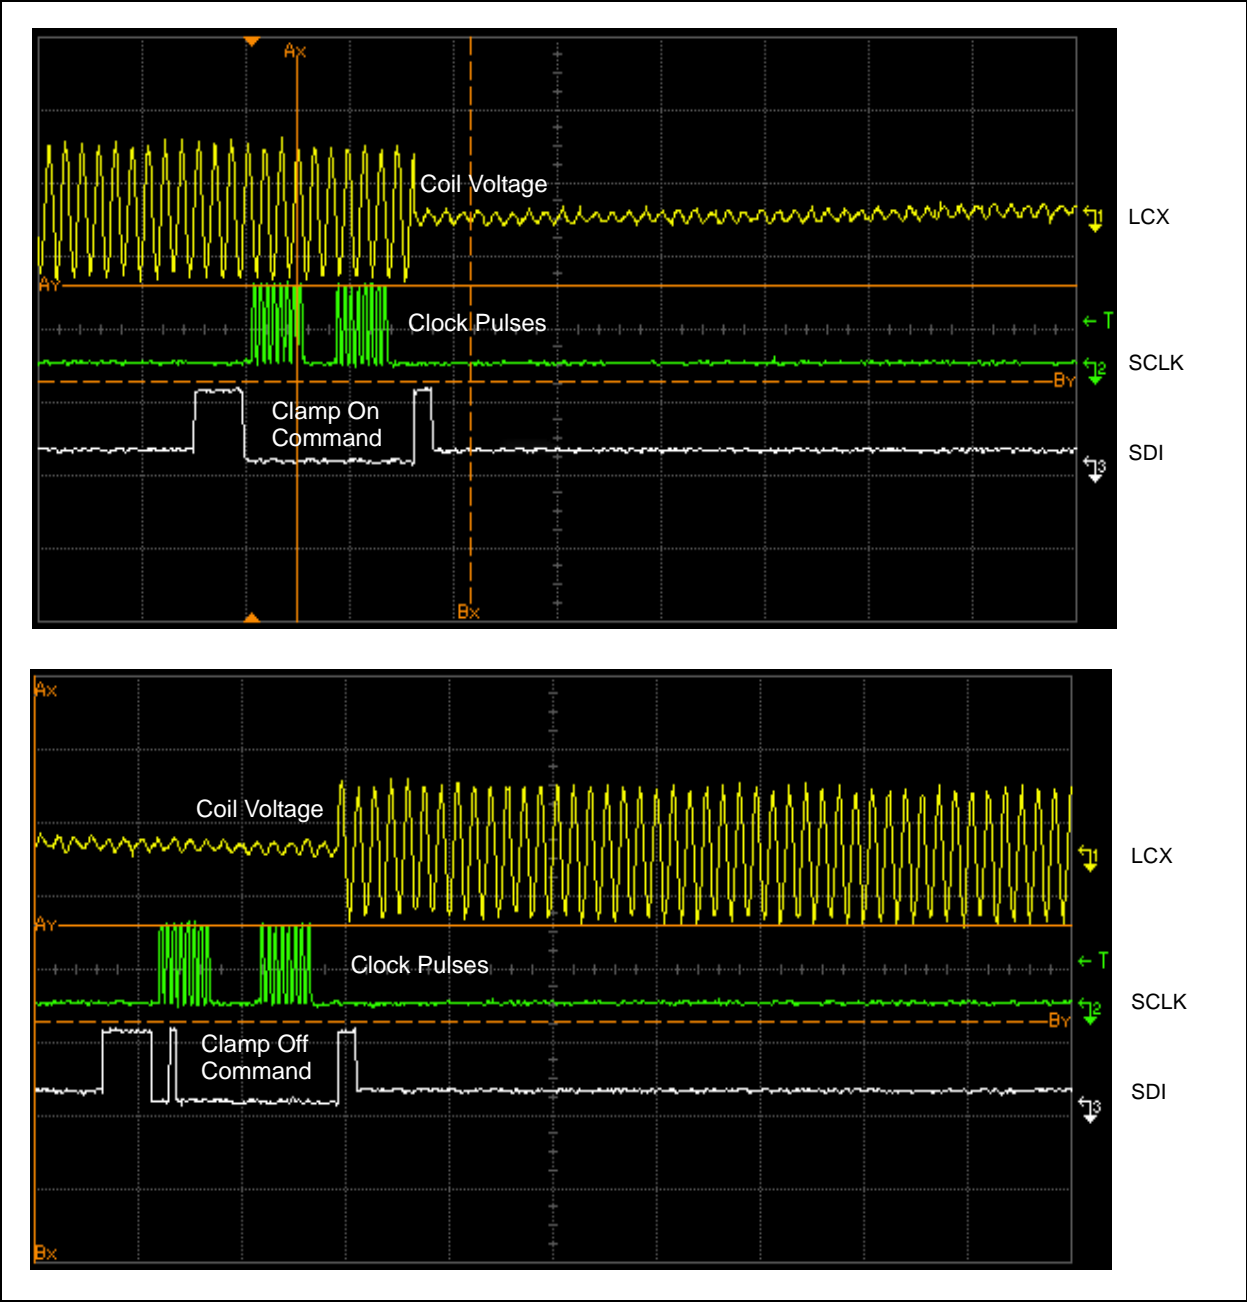 Ax
Coil Voltage
1
LCX
AY
Clock Pulses
T
2
SCLK
BY
Clamp On
Command
3
SDI
Bx
Ax
Coil Voltage
1
LCX
AY
Clock Pulses
T
2
SCLK
BY
Clamp Off
Command
3
SDI
Bx